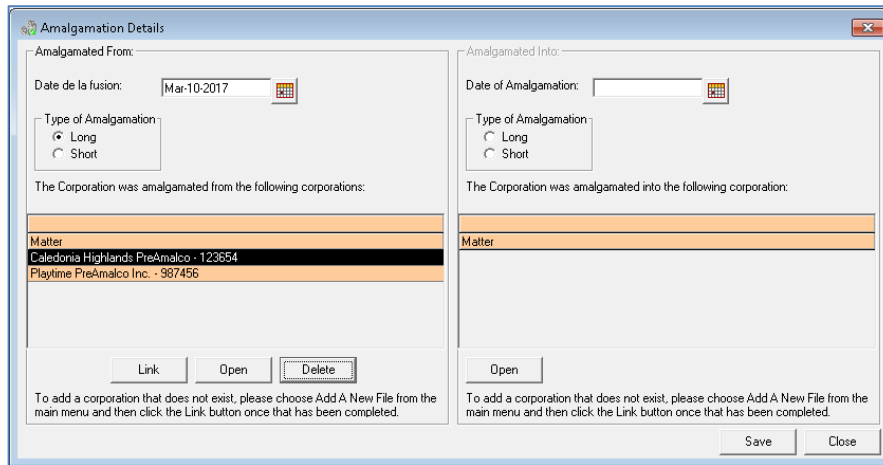 Amalgamation Details
Amalgamated From:
Date de la fusion:
Mar-10-2017
Type of Amalgamation
Long
Short
The Corporation was amalgamated from the following corporations:
Matter
Caledonia Highlands PreAmalco - 123654
Playtime PreAmalco Inc. - 987456
Link
Open
Delete
To add a corporation that does not exist, please choose Add A New File from the
main menu and then click the Link button once that has been completed.
Amalgamated Into:
Date of Amalgamation:
Type of Amalgamation
Long
Short
The Corporation was amalgamated into the following corporation:
Matter
Open
To add a corporation that does not exist, please choose Add A New File from the
main menu and then click the Link button once that has been completed.
Save
Close